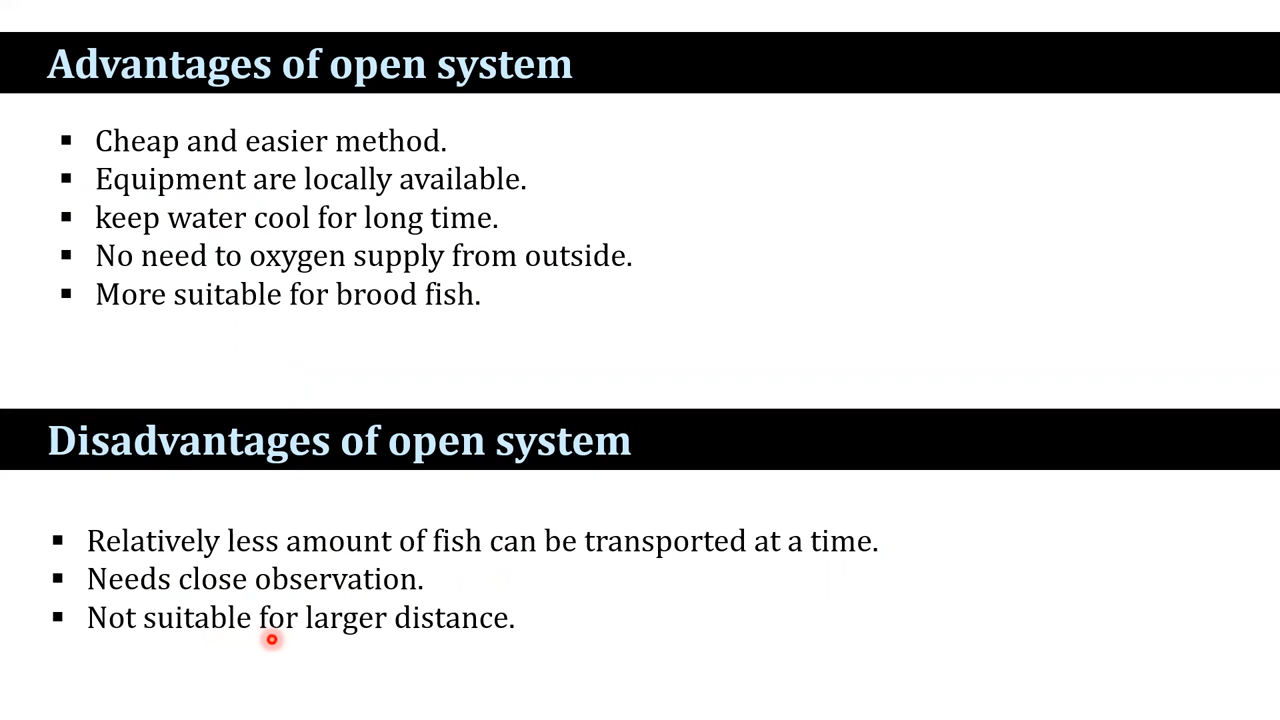 Advantages of open system
▪ Cheap and easier method.
▪ Equipment are locally available.
▪ keep water cool for long time.
▪ No need to oxygen supply from outside.
▪ More suitable for brood fish.
Disadvantages of open system
▪ Relatively less amount of fish can be transported at a time.
▪ Needs close observation.
▪ Not suitable for larger distance.